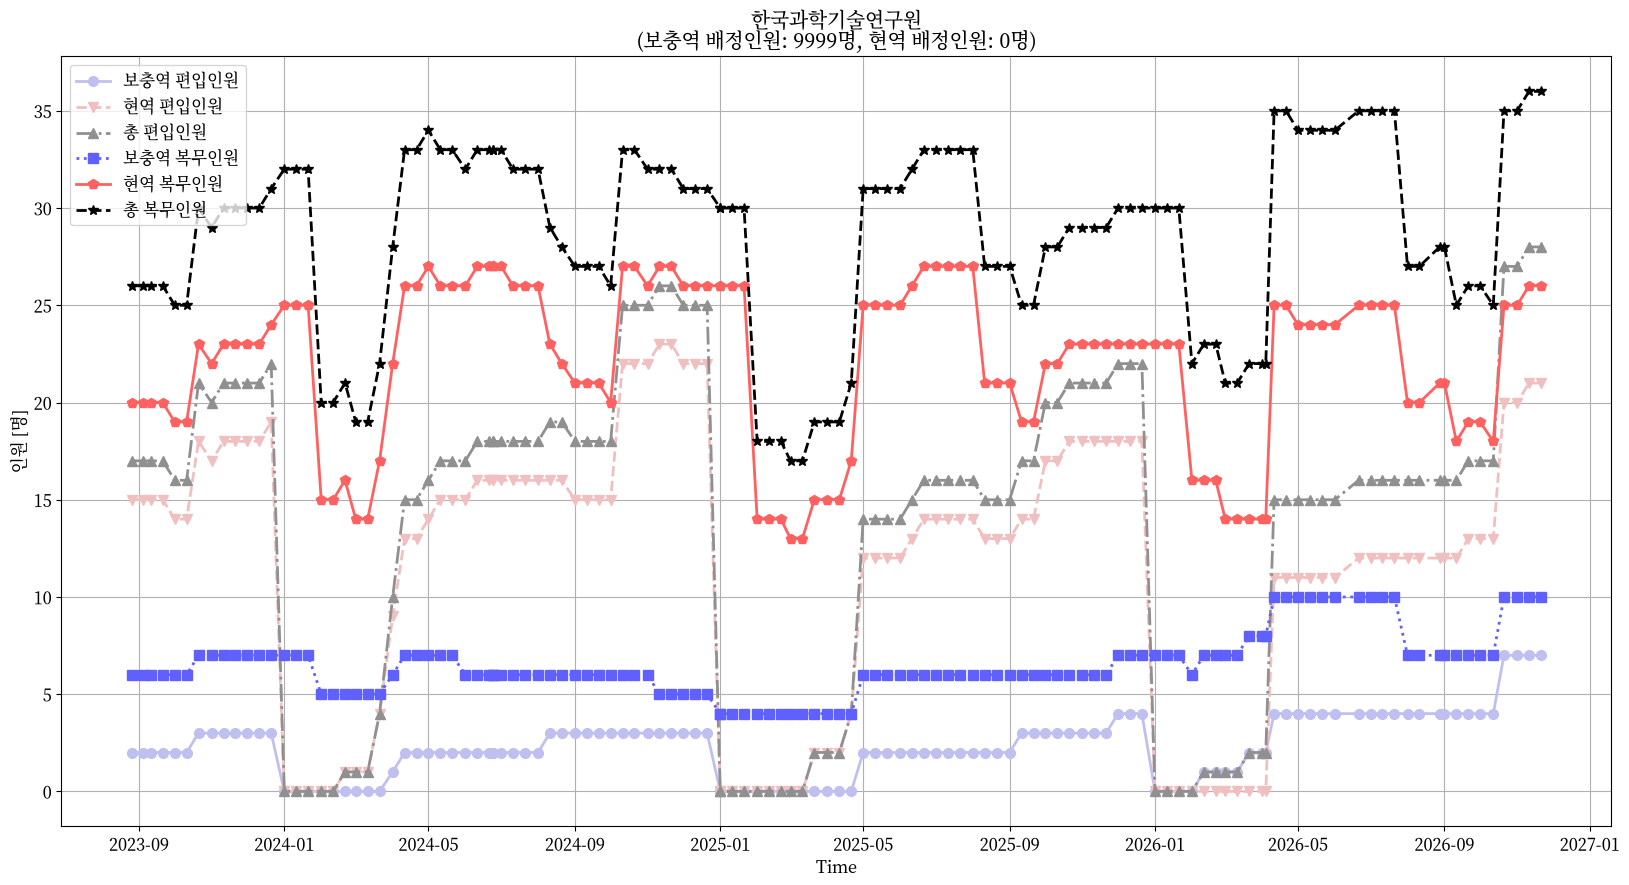 한국과학기술연구원
(보충역 배정인원: 9999명, 현역 배정인원: 0명)
보충역 편입인원
현역 편입인원
총 편입인원
보충역 복무인원
현역 복무인원
총 복무인원
인원 [명]
35
30
25
20
15
10
5
0
2023-09 2024-01 2024-05 2024-09 2025-01 2025-05 2025-09 2026-01 2026-05 2026-09 2027-01
Time